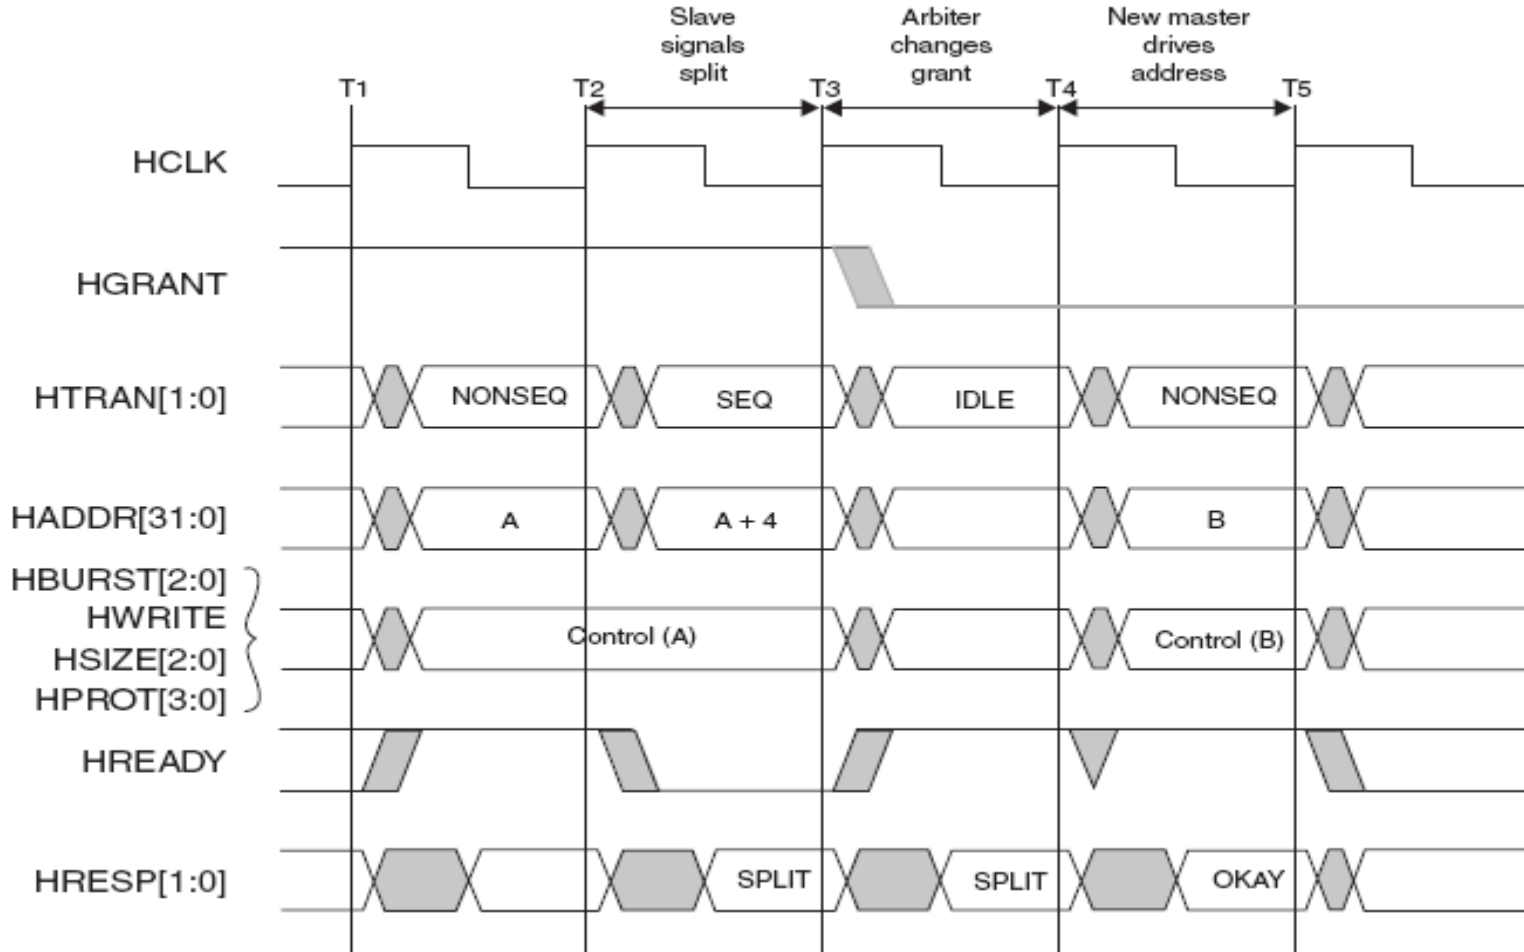 Slave
signals
split
Arbiter
changes
grant
New master
drives
address
T1
T2
T3
T4
T5
HCLK
HGRANT
HTRAN[1:0]
NONSEQ
SEQ
IDLE
NONSEQ
HADDR[31:0]
A
A + 4
B
HBURST[2:0]
HWRITE
HSIZE[2:0]
HPROT[3:0]
Control (A)
Control (B)
HREADY
HRESP[1:0]
SPLIT
SPLIT
OKAY